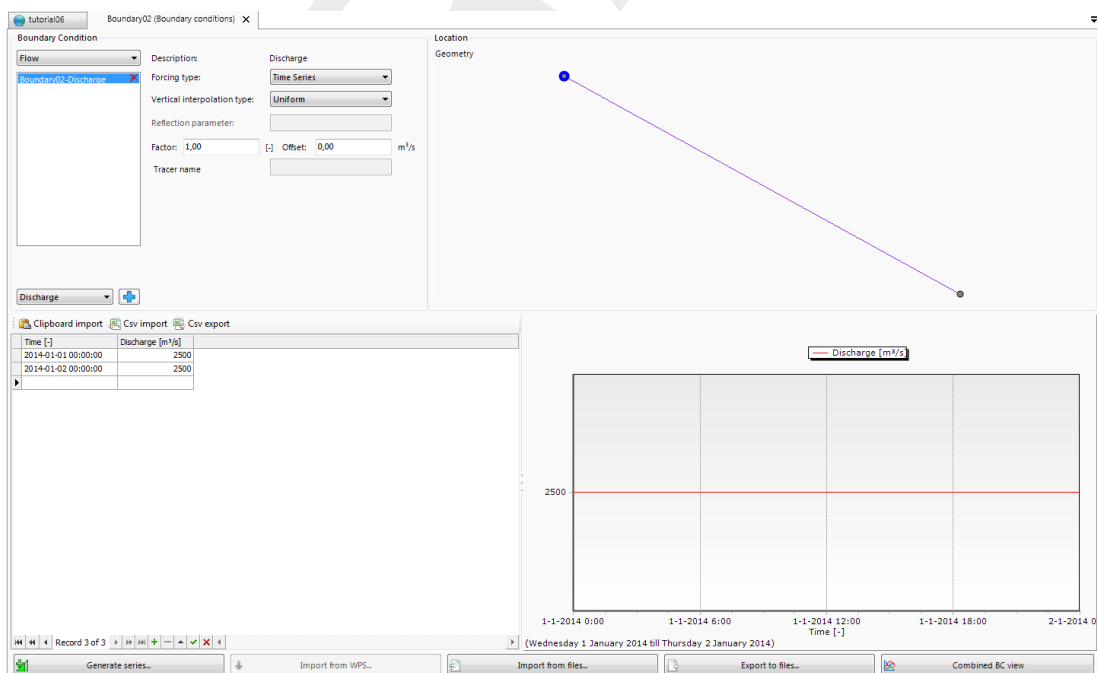 tutorial06 Boundary02 (Boundary conditions) X
Boundary Condition
Flow
Boundary02-Discharge
Description: Discharge
Forcing type: Time Series
Vertical interpolation type: Uniform
Reflection parameter:
Factor: 1,00 [-] Offset: 0,00 m³/s
Tracer name
Discharge
Location
Geometry
Clipboard import Csv import Csv export
Time [-] Discharge [m³/s]
2014-01-01 00:00:00 2500
2014-01-02 00:00:00 2500
Record 3 of 3
Discharge [m³/s]
2500
1-1-2014 0:00 1-1-2014 6:00 1-1-2014 12:00 1-1-2014 18:00 2-1-2014 0
Time [-]
(Wednesday 1 January 2014 till Thursday 2 January 2014)
Generate series... Import from WPS... Import from files... Export to files... Combined BC view